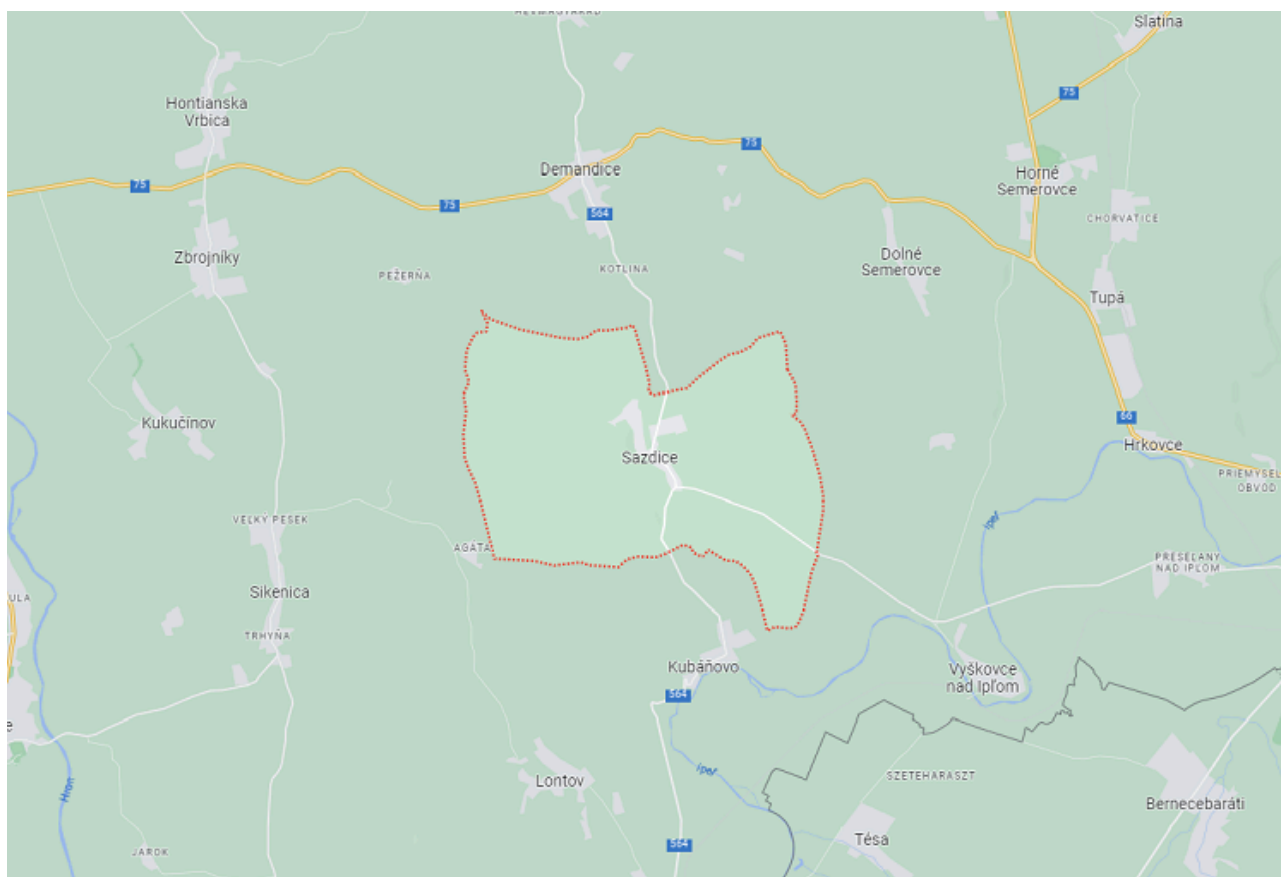 Slatina
75
Hontianska
Vrbica
75
Demandice
Horné
Semerovce
75
75
564
CHORVATICE
Zbrojníky
Dolné
Semerovce
KOTLINA
PEŽERŇA
Tupá
Kukučínov
66
Hrkovce
Sazdice
PRIEMYSEL
OBVOD
VEĽKÝ PESEK
Ipeľ
AGÁTA
PRESEĽANY
NAD IPĽOM
Sikenica
ULA
TRHYŇA
Kubáňovo
Vyškovce
nad Ipľom
564
e
Ipeľ
SZETEHARASZT
Lontov
Hron
Bernecebaráti
Tésa
564
JAROK